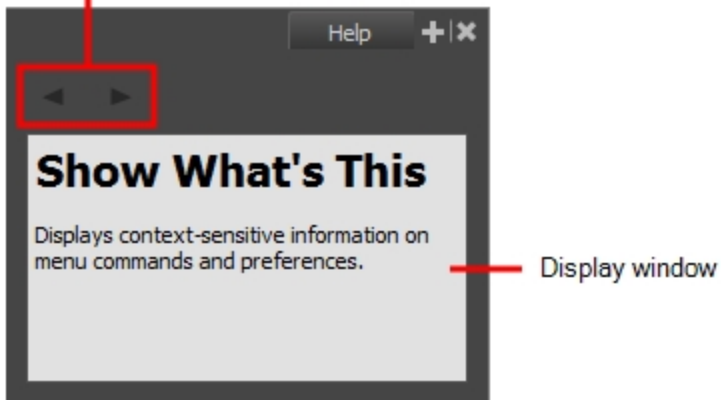 Help
Show What's This
Displays context-sensitive information on
menu commands and preferences.
Display window